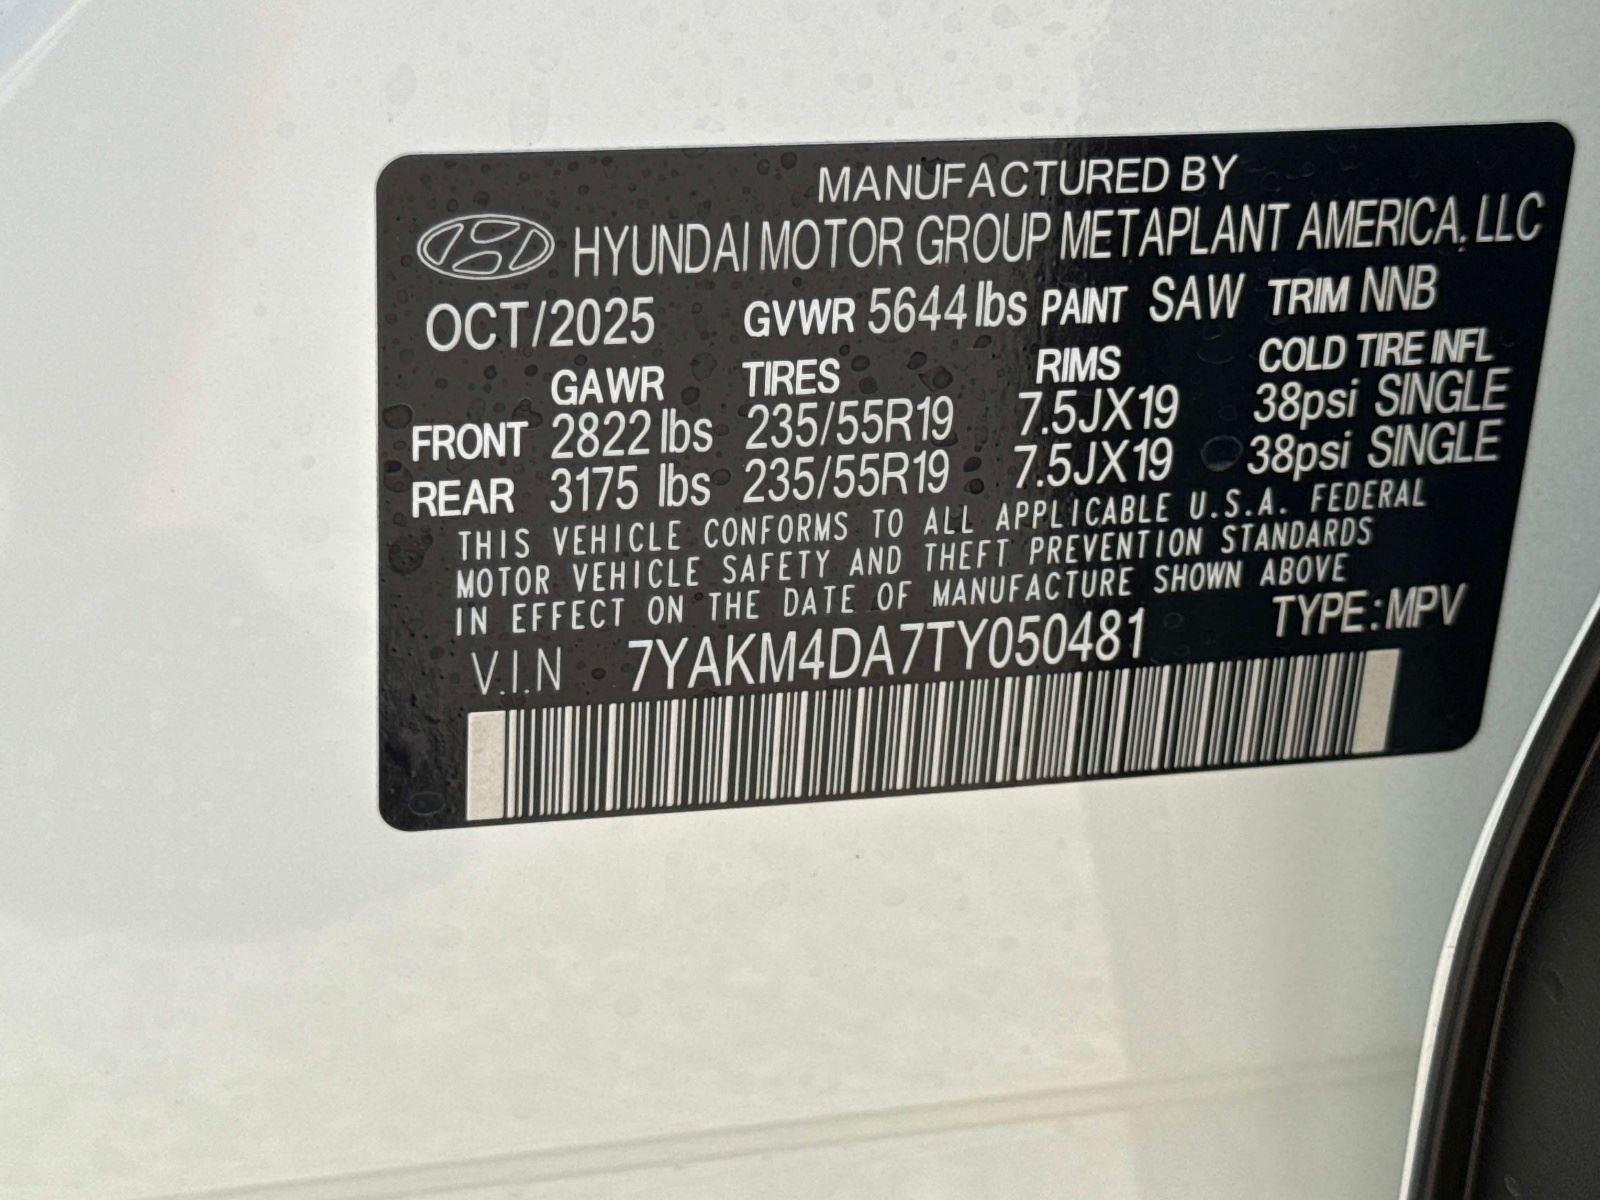 MANUFACTURED BY
HYUNDAI MOTOR GROUP METAPLANT AMERICA, LLC
OCT/2025 GVWR 5644 lbs PAINT SAW TRIM NNB
GAWR TIRES RIMS COLD TIRE INFL
FRONT 2822 lbs 235/55R19 7.5JX19 38psi SINGLE
REAR 3175 lbs 235/55R19 7.5JX19 38psi SINGLE
THIS VEHICLE CONFORMS TO ALL APPLICABLE U.S.A. FEDERAL
MOTOR VEHICLE SAFETY AND THEFT PREVENTION STANDARDS
IN EFFECT ON THE DATE OF MANUFACTURE SHOWN ABOVE
V.I.N 7YAKM4DA7TY050481 TYPE:MPV